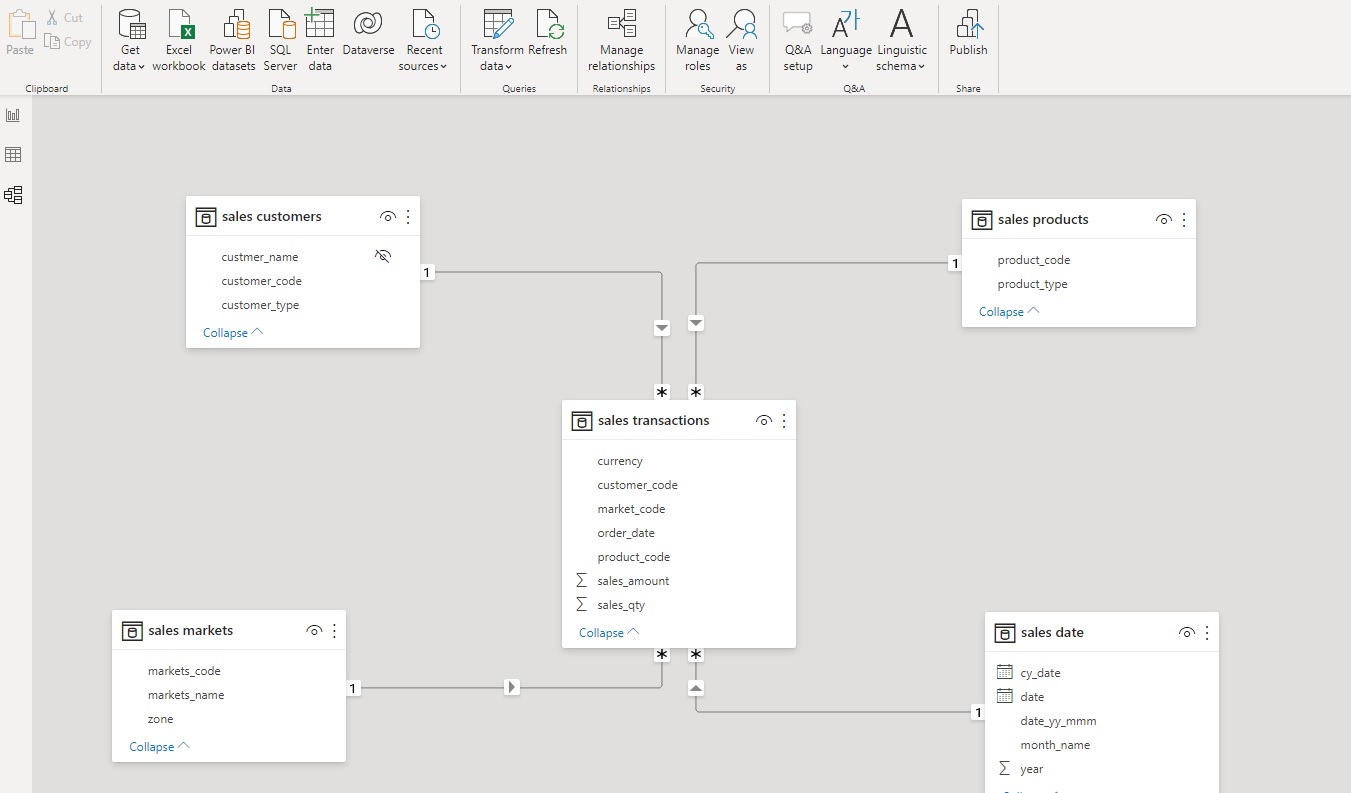 Paste
Cut
Copy
Clipboard
Get data
Excel workbook
Power BI datasets
SQL Server
Enter data
Dataverse
Recent sources
Data
Transform data
Refresh
Queries
Manage relationships
Relationships
Manage roles
View as
Security
Q&A setup
Language
Linguistic schema
Q&A
Publish
Share
sales customers
custmer_name
customer_code
customer_type
Collapse
1
*
sales products
product_code
product_type
Collapse
1
*
sales transactions
currency
customer_code
market_code
order_date
product_code
∑ sales_amount
∑ sales_qty
Collapse
*
*
sales markets
markets_code
markets_name
zone
Collapse
1
sales date
cy_date
date
date_yy_mmm
month_name
∑ year
1